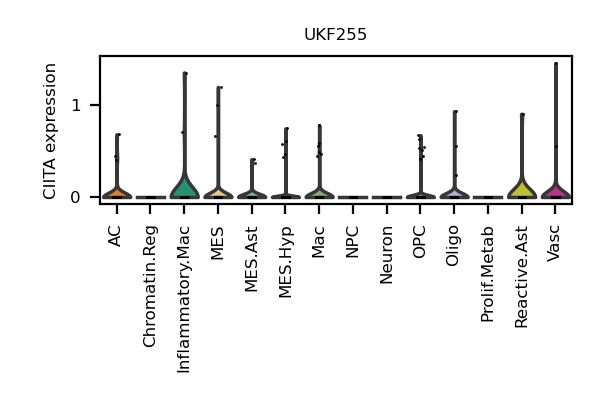 UKF255
CIITA expression
1
0
AC
Chromatin.Reg
Inflammatory.Mac
MES
MES.Ast
MES.Hyp
Mac
NPC
Neuron
OPC
Oligo
Prolif.Metab
Reactive.Ast
Vasc